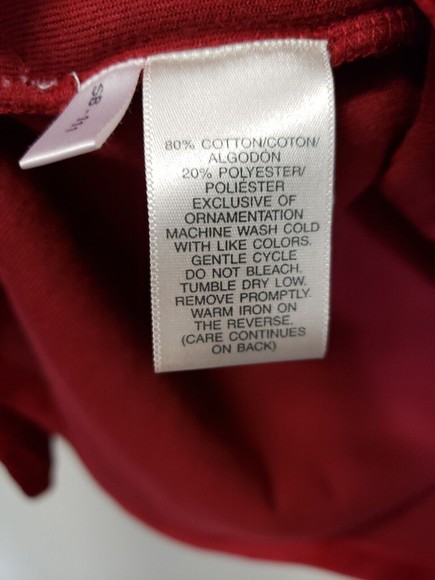 80% COTTON/COTON/
ALGODÓN
20% POLYESTER/
POLIÉSTER
EXCLUSIVE OF
ORNAMENTATION
MACHINE WASH COLD
WITH LIKE COLORS.
GENTLE CYCLE
DO NOT BLEACH.
TUMBLE DRY LOW.
REMOVE PROMPTLY.
WARM IRON ON
THE REVERSE.
(CARE CONTINUES
ON BACK)